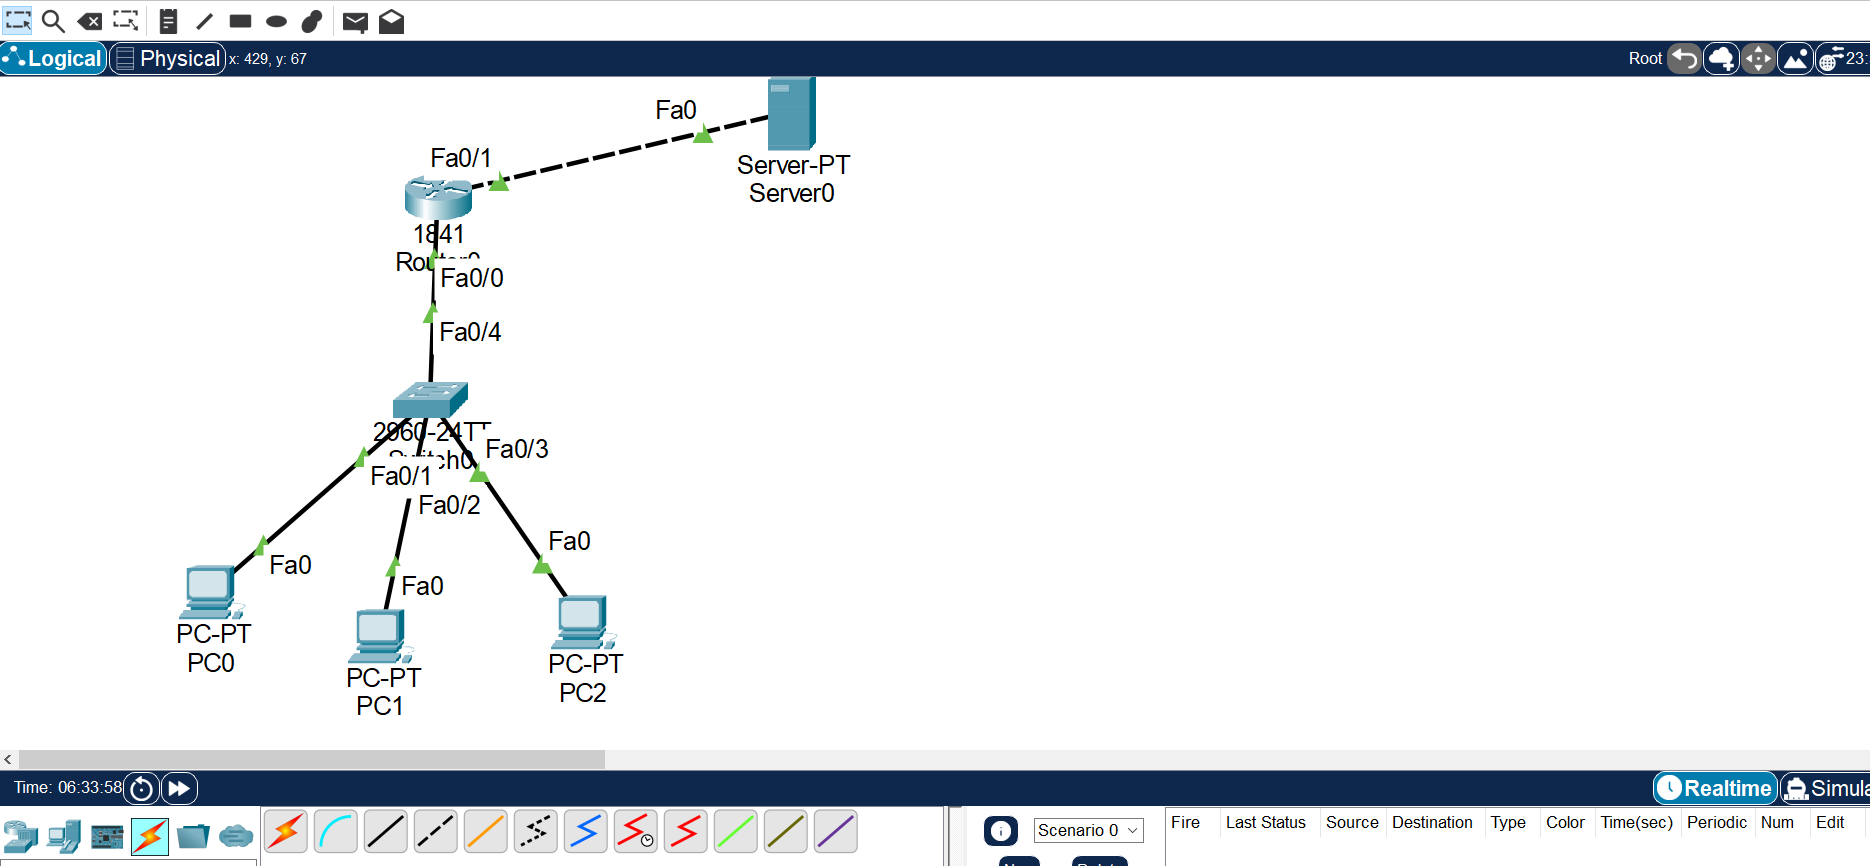 Logical
Physical
x: 429, y: 67
Root
23:
Fa0
Fa0/1
Server-PT
Server0
1841
Router0
Fa0/0
Fa0/4
2960-24TT
Switch0
Fa0/3
Fa0/1
Fa0/2
Fa0
Fa0
Fa0
PC-PT
PC0
PC-PT
PC1
PC-PT
PC2
Time: 06:33:58
Realtime
Simula
Scenario 0
Fire Last Status Source Destination Type Color Time(sec) Periodic Num Edit